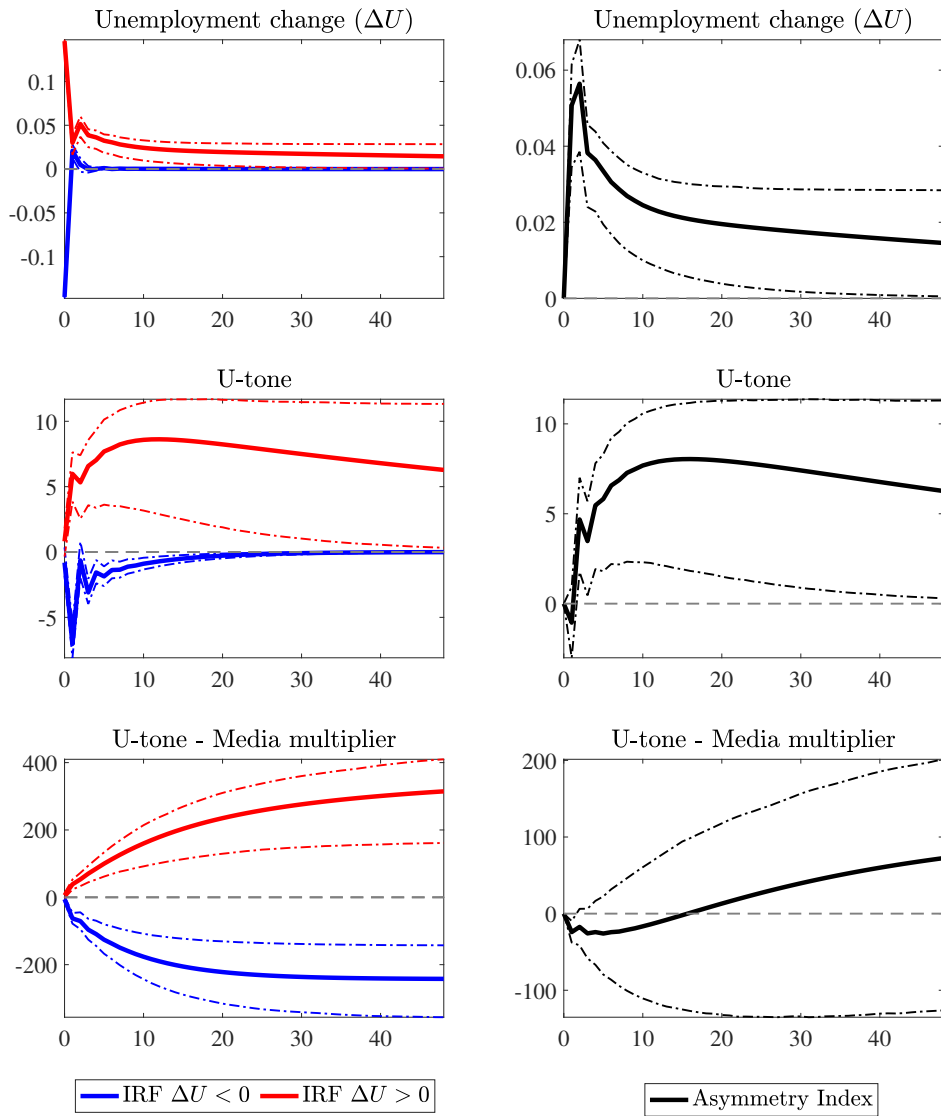 Unemployment change (ΔU)
0.1
0.05
0
-0.05
-0.1
0 10 20 30 40
Unemployment change (ΔU)
0.06
0.04
0.02
0
0 10 20 30 40
U-tone
10
5
0
-5
0 10 20 30 40
U-tone
10
5
0
0 10 20 30 40
U-tone - Media multiplier
400
200
0
-200
0 10 20 30 40
U-tone - Media multiplier
200
100
0
-100
0 10 20 30 40
IRF ΔU < 0 IRF ΔU > 0
Asymmetry Index